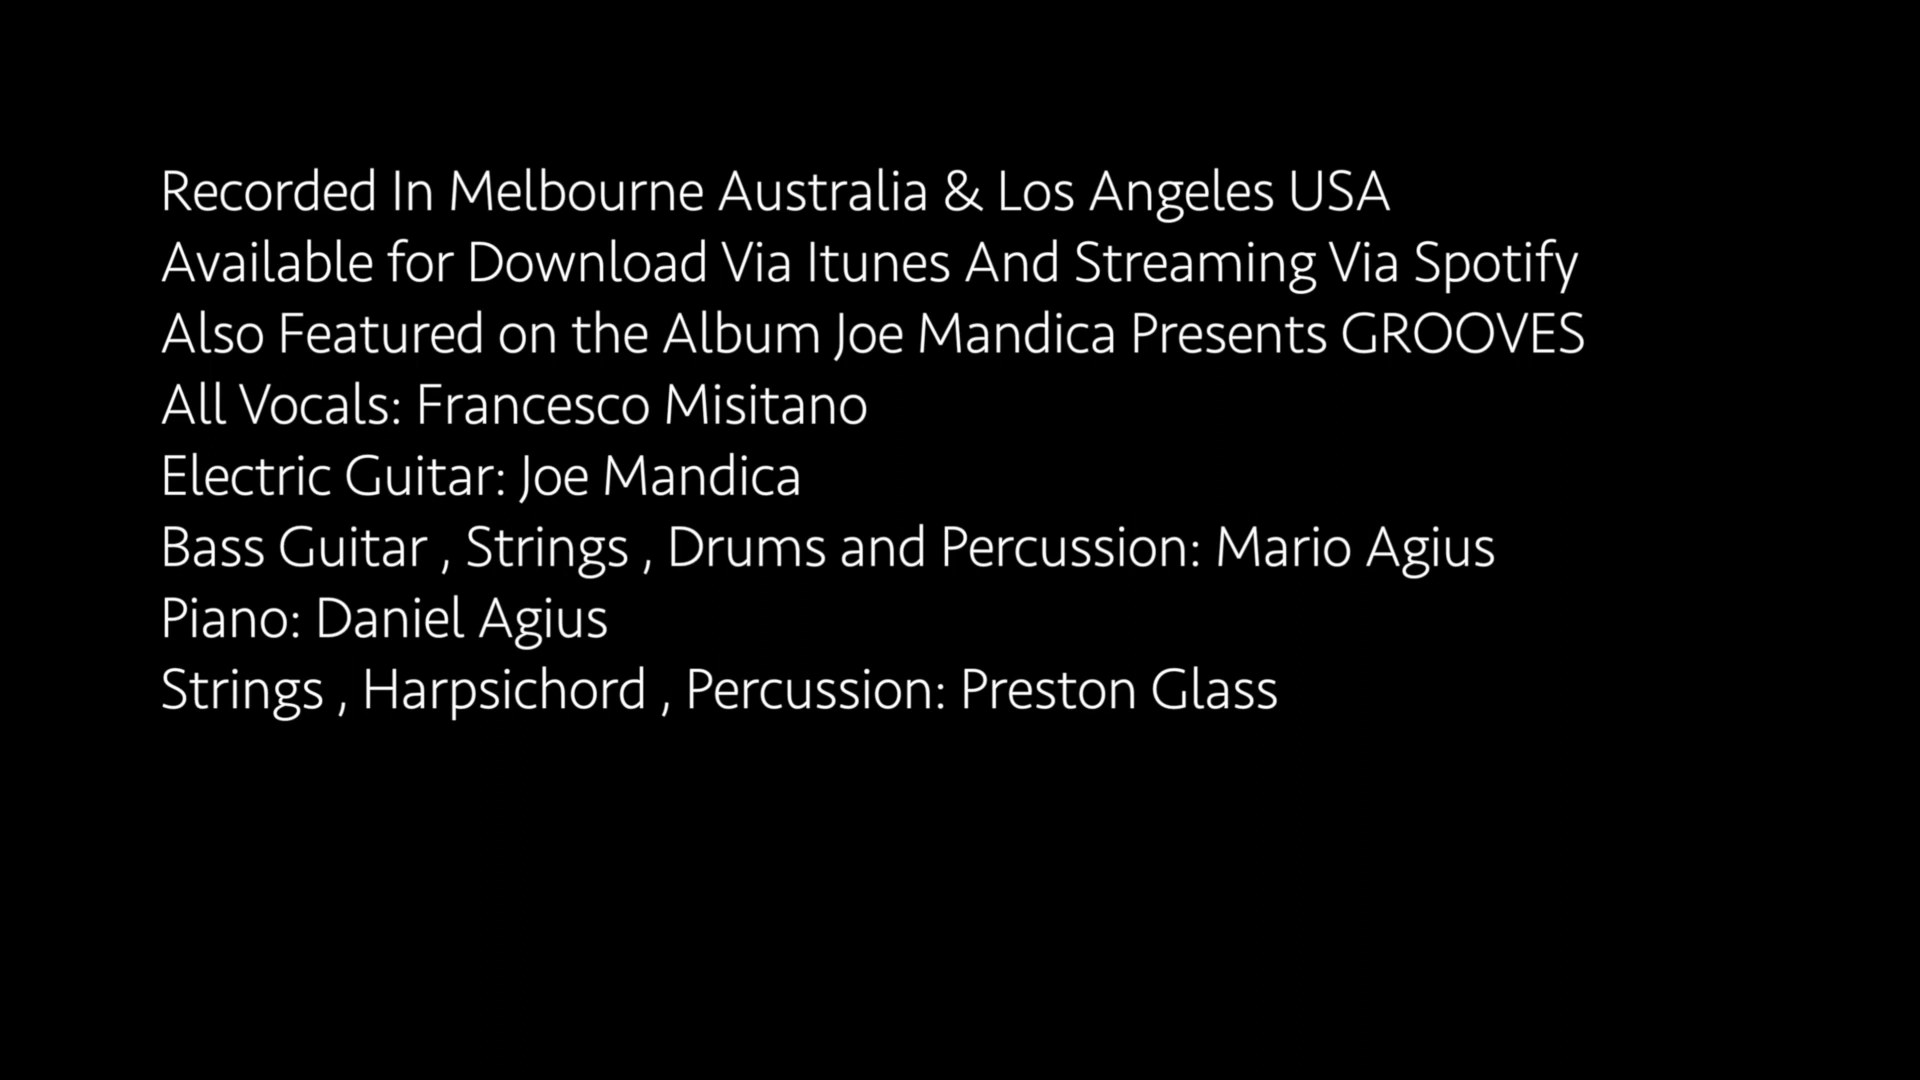 Recorded In Melbourne Australia & Los Angeles USA
Available for Download Via Itunes And Streaming Via Spotify
Also Featured on the Album Joe Mandica Presents GROOVES
All Vocals: Francesco Misitano
Electric Guitar: Joe Mandica
Bass Guitar , Strings , Drums and Percussion: Mario Agius
Piano: Daniel Agius
Strings , Harpsichord , Percussion: Preston Glass